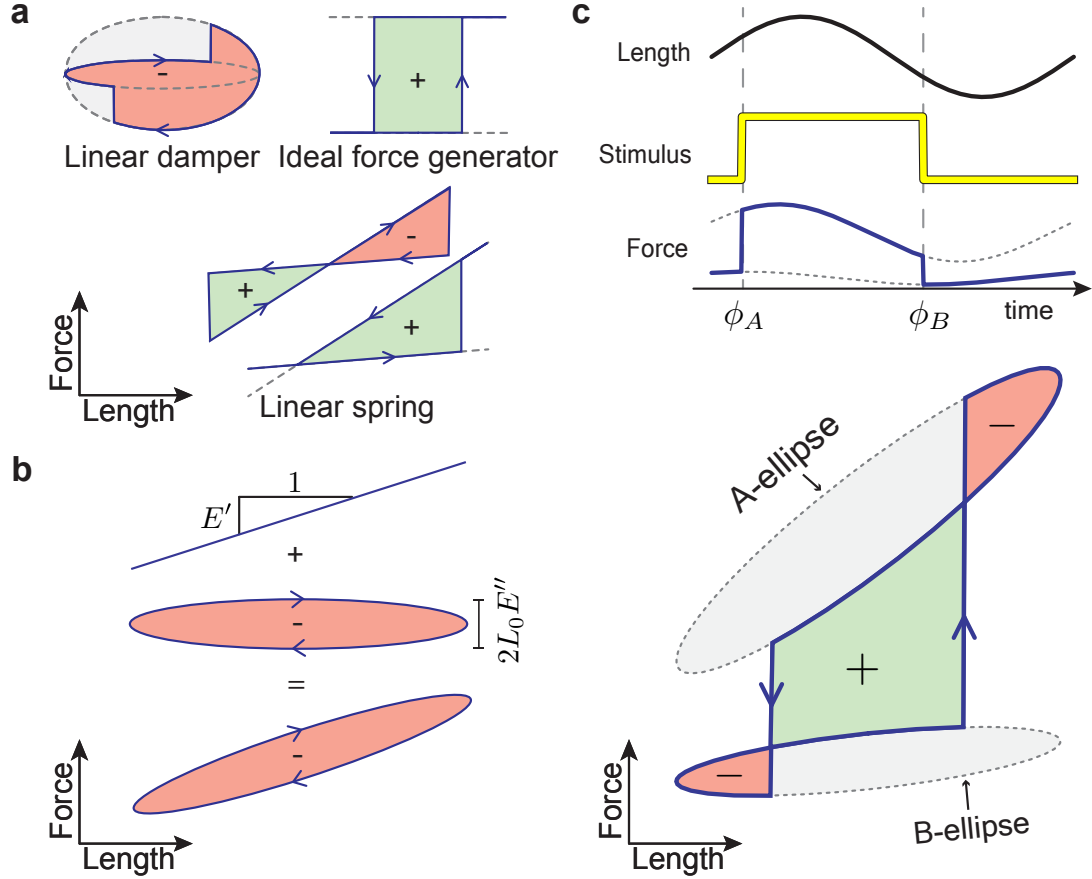 a
-
+
Linear damper
Ideal force generator
+
-
+
Force
Length
Linear spring
b
1
E′
+
-
2L₀E″
=
-
Force
Length
c
Length
Stimulus
Force
ϕ_A
ϕ_B
time
A-ellipse
−
+
−
B-ellipse
Force
Length